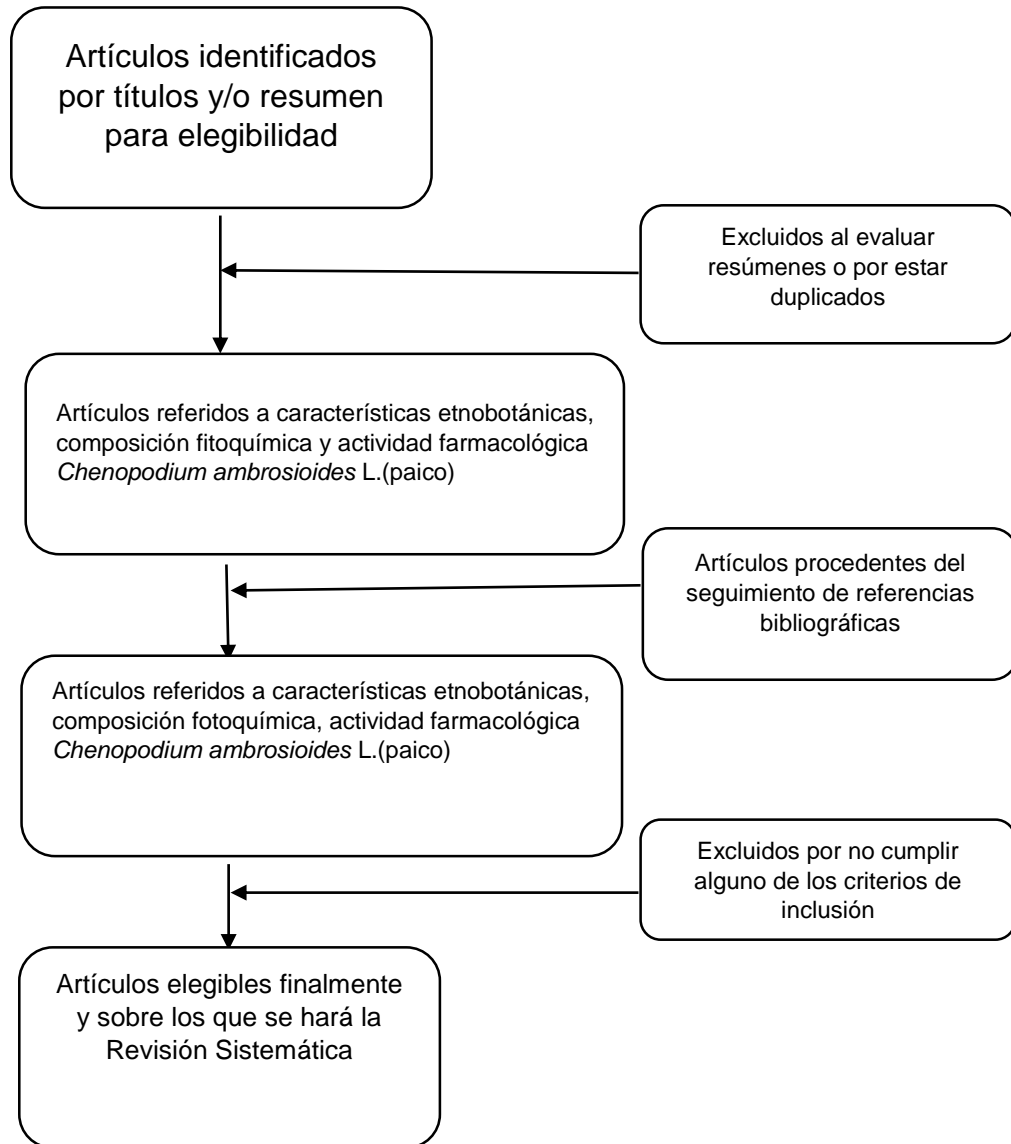 Artículos identificados
por títulos y/o resumen
para elegibilidad
Excluidos al evaluar
resúmenes o por estar
duplicados
Artículos referidos a características etnobotánicas,
composición fitoquímica y actividad farmacológica
Chenopodium ambrosioides L.(paico)
Artículos procedentes del
seguimiento de referencias
bibliográficas
Artículos referidos a características etnobotánicas,
composición fotoquímica, actividad farmacológica
Chenopodium ambrosioides L.(paico)
Excluidos por no cumplir
alguno de los criterios de
inclusión
Artículos elegibles finalmente
y sobre los que se hará la
Revisión Sistemática